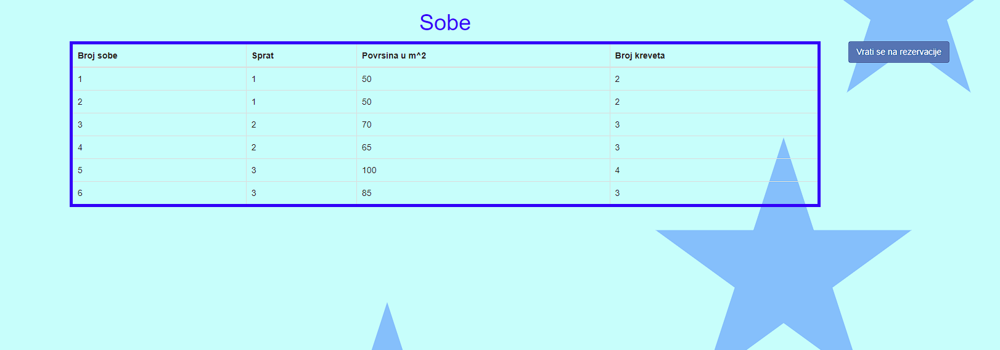 Sobe
Vrati se na rezervacije
Broj sobe Sprat Povrsina u m^2 Broj kreveta
1 1 50 2
2 1 50 2
3 2 70 3
4 2 65 3
5 3 100 4
6 3 85 3